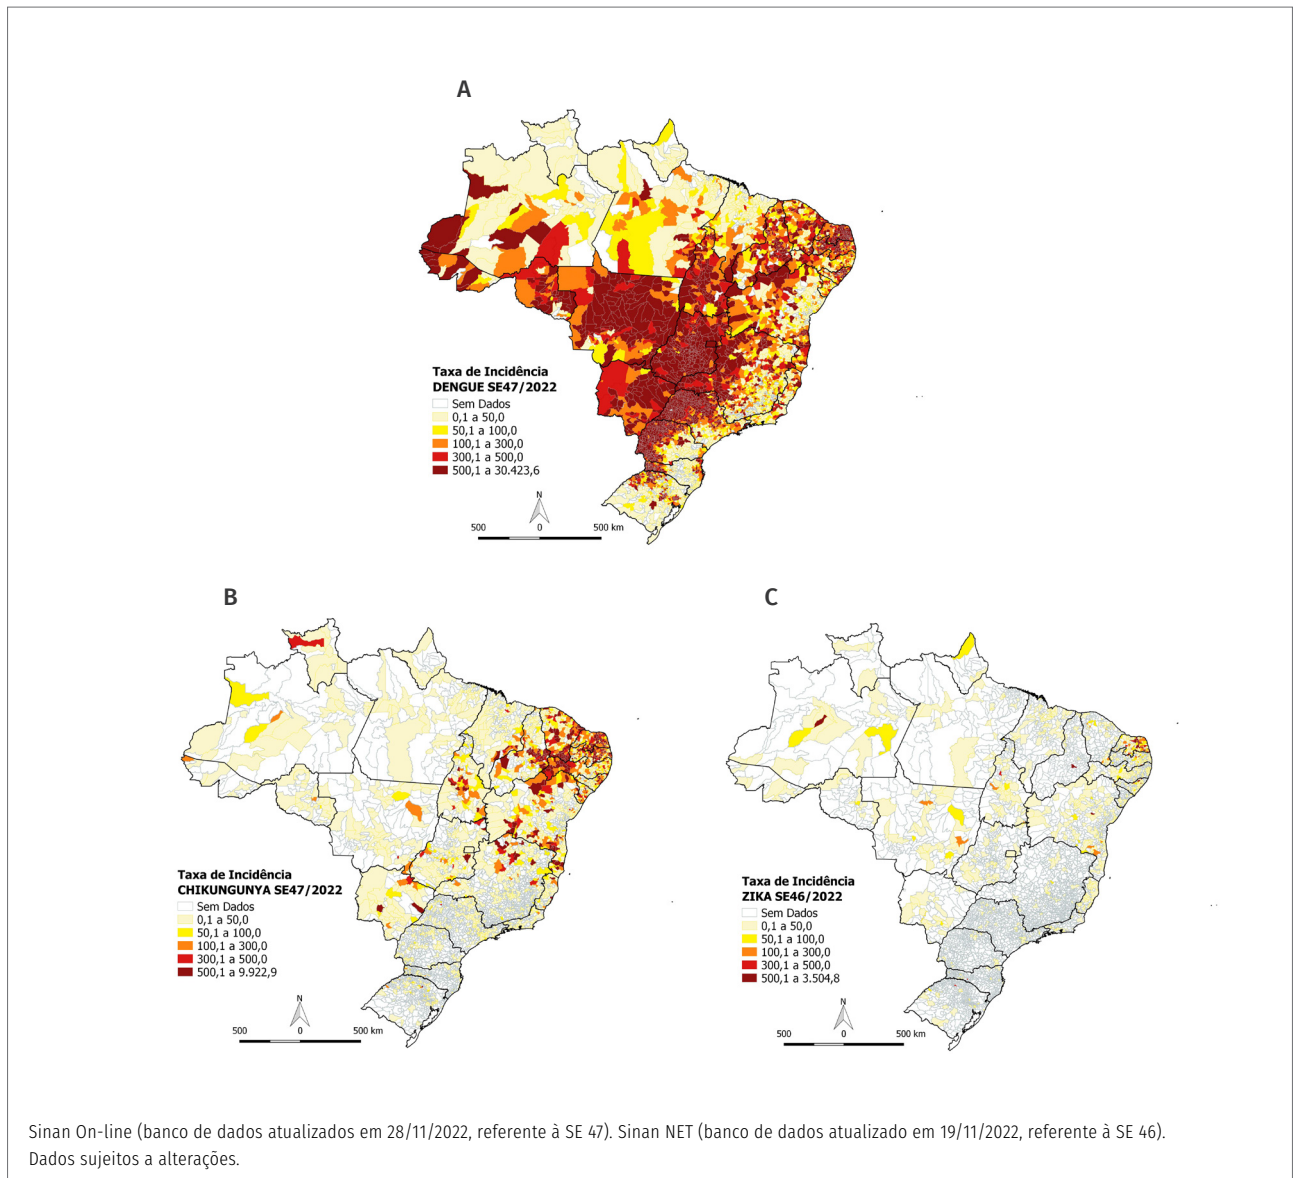 A
Taxa de Incidência
DENGUE SE47/2022
Sem Dados
0,1 a 50,0
50,1 a 100,0
100,1 a 300,0
300,1 a 500,0
500,1 a 30.423,6
N
500 0 500 km
B
Taxa de Incidência
CHIKUNGUNYA SE47/2022
Sem Dados
0,1 a 50,0
50,1 a 100,0
100,1 a 300,0
300,1 a 500,0
500,1 a 9.922,9
N
500 0 500 km
C
Taxa de Incidência
ZIKA SE46/2022
Sem Dados
0,1 a 50,0
50,1 a 100,0
100,1 a 300,0
300,1 a 500,0
500,1 a 3.504,8
N
500 0 500 km
Sinan On-line (banco de dados atualizados em 28/11/2022, referente à SE 47). Sinan NET (banco de dados atualizado em 19/11/2022, referente à SE 46).
Dados sujeitos a alterações.